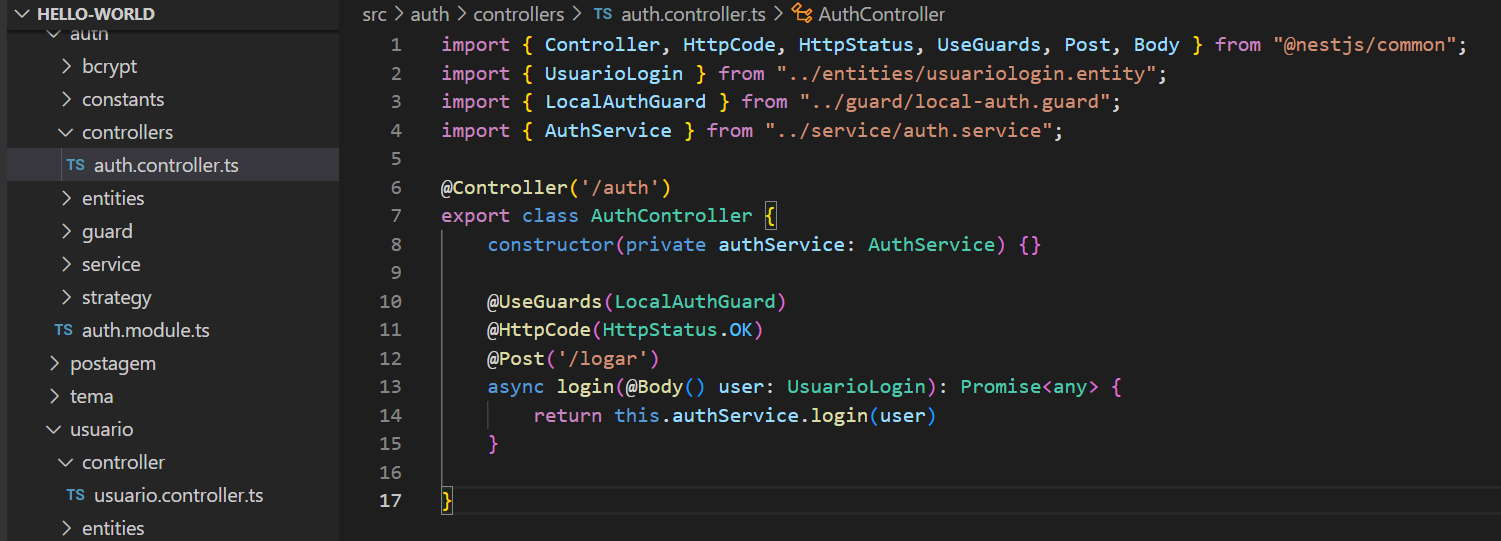 HELLO-WORLD
auth
bcrypt
constants
controllers
TS auth.controller.ts
entities
guard
service
strategy
TS auth.module.ts
postagem
tema
usuario
controller
TS usuario.controller.ts
entities
src > auth > controllers > TS auth.controller.ts > AuthController
1 import { Controller, HttpCode, HttpStatus, UseGuards, Post, Body } from "@nestjs/common";
2 import { UsuarioLogin } from "../entities/usuariologin.entity";
3 import { LocalAuthGuard } from "../guard/local-auth.guard";
4 import { AuthService } from "../service/auth.service";
5
6 @Controller('/auth')
7 export class AuthController {
8     constructor(private authService: AuthService) {}
9
10     @UseGuards(LocalAuthGuard)
11     @HttpCode(HttpStatus.OK)
12     @Post('/logar')
13     async login(@Body() user: UsuarioLogin): Promise<any> {
14         return this.authService.login(user)
15     }
16
17 }